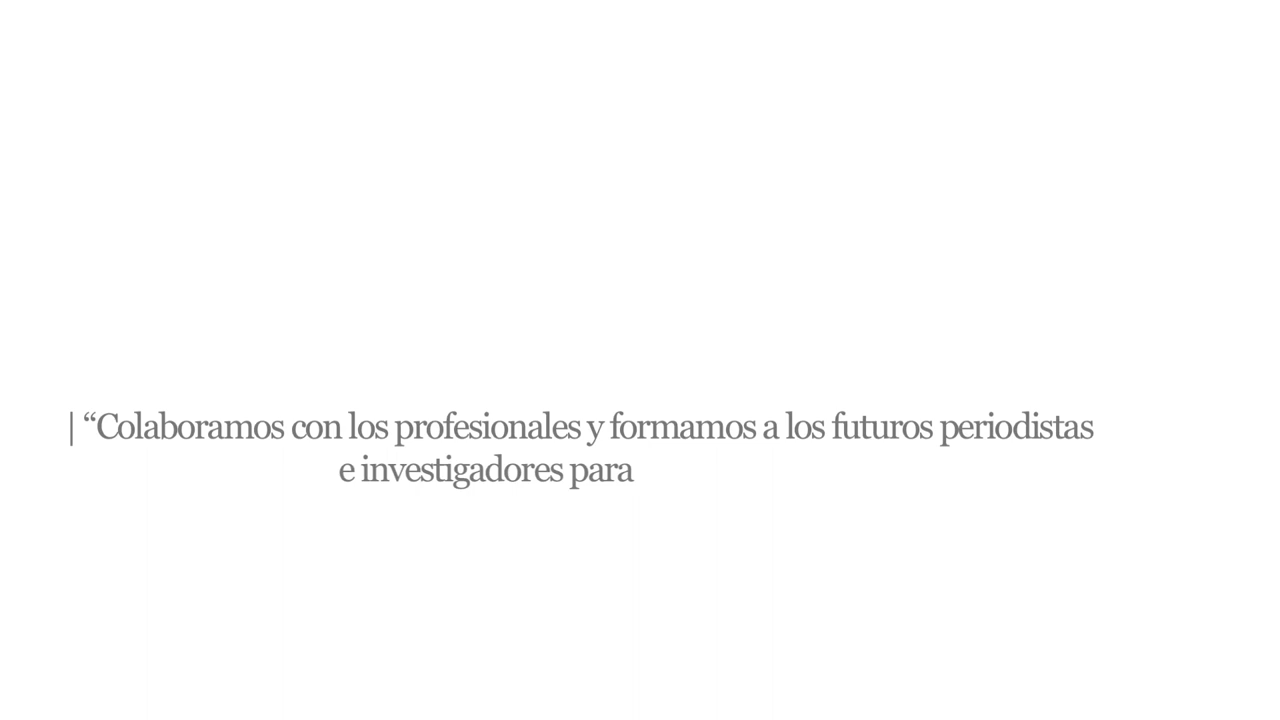 | “Colaboramos con los profesionales y formamos a los futuros periodistas
e investigadores para